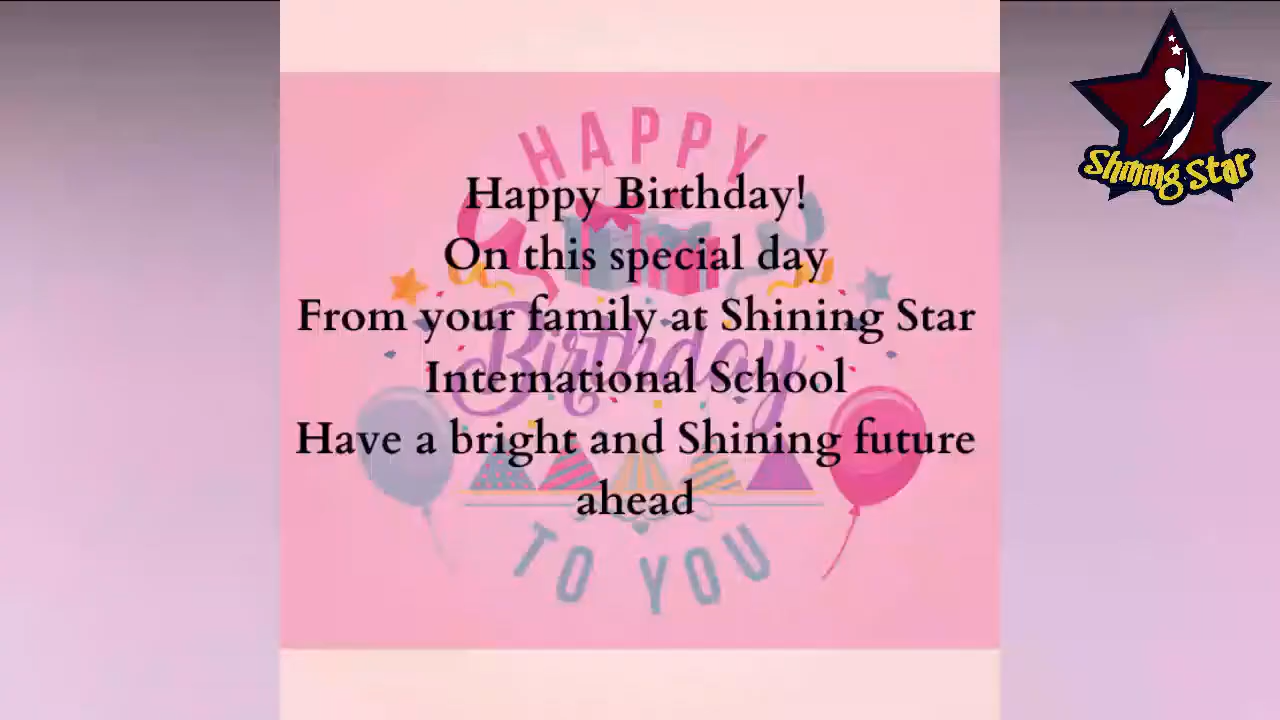 HAPPY
Happy Birthday!
On this special day
From your family at Shining Star
Birthday
International School
Have a bright and Shining future
ahead
TO YOU
Shining Star